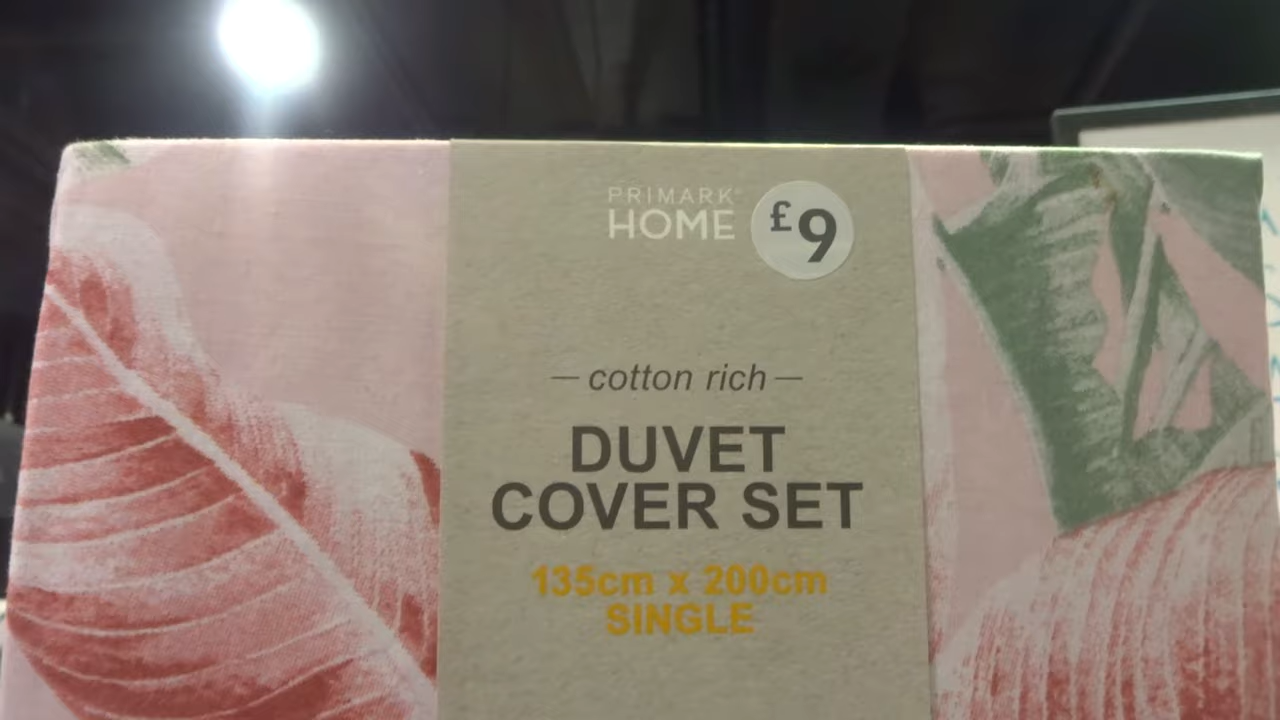 PRIMARK®
HOME
£9
— cotton rich —
DUVET
COVER SET
135cm x 200cm
SINGLE